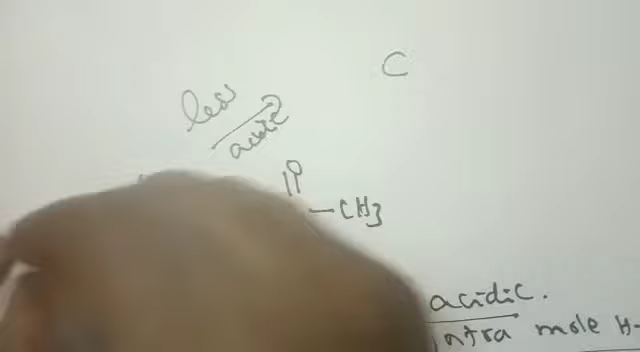 C
less
acidic
O
-CH3
acidic.
intra mole H-